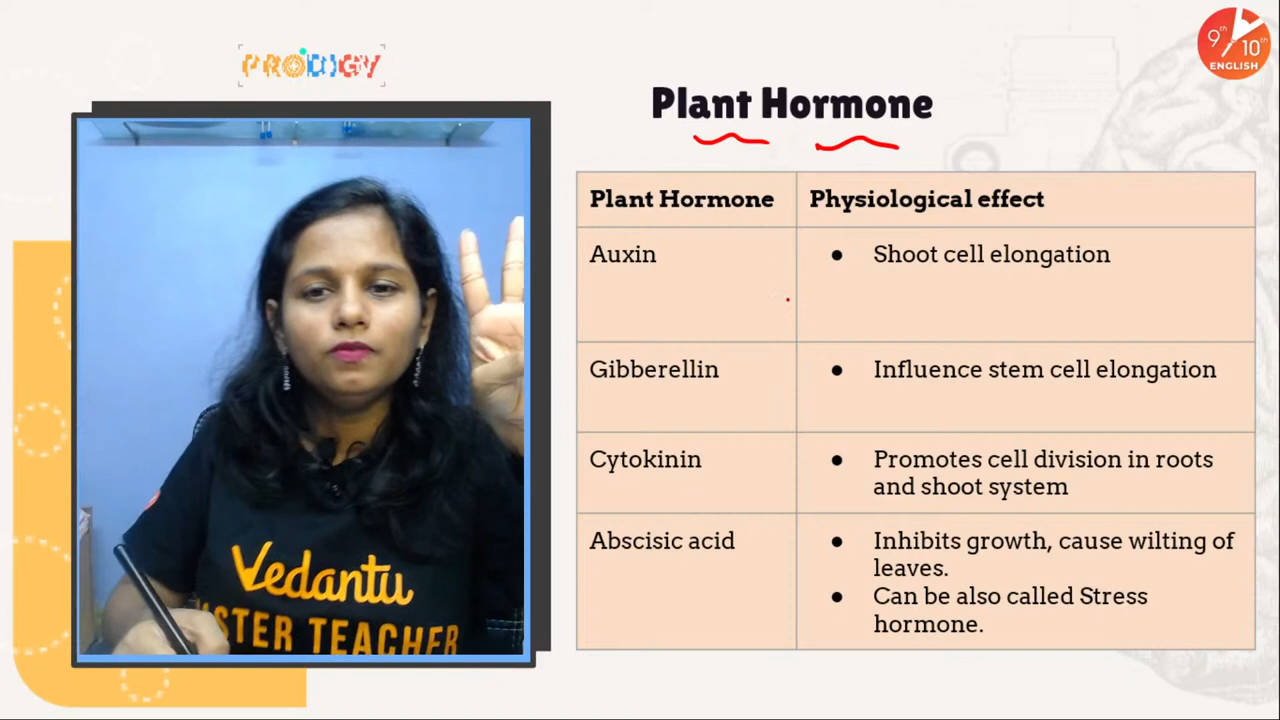 PRODIGY
9th
10th
ENGLISH
Plant Hormone
Plant Hormone
Physiological effect
Auxin
● Shoot cell elongation
Gibberellin
● Influence stem cell elongation
Cytokinin
● Promotes cell division in roots
and shoot system
Abscisic acid
● Inhibits growth, cause wilting of
leaves.
● Can be also called Stress
hormone.
Vedantu
MASTER TEACHER